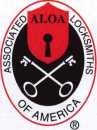 ALOA
ASSOCIATED LOCKSMITHS
OF AMERICA
®